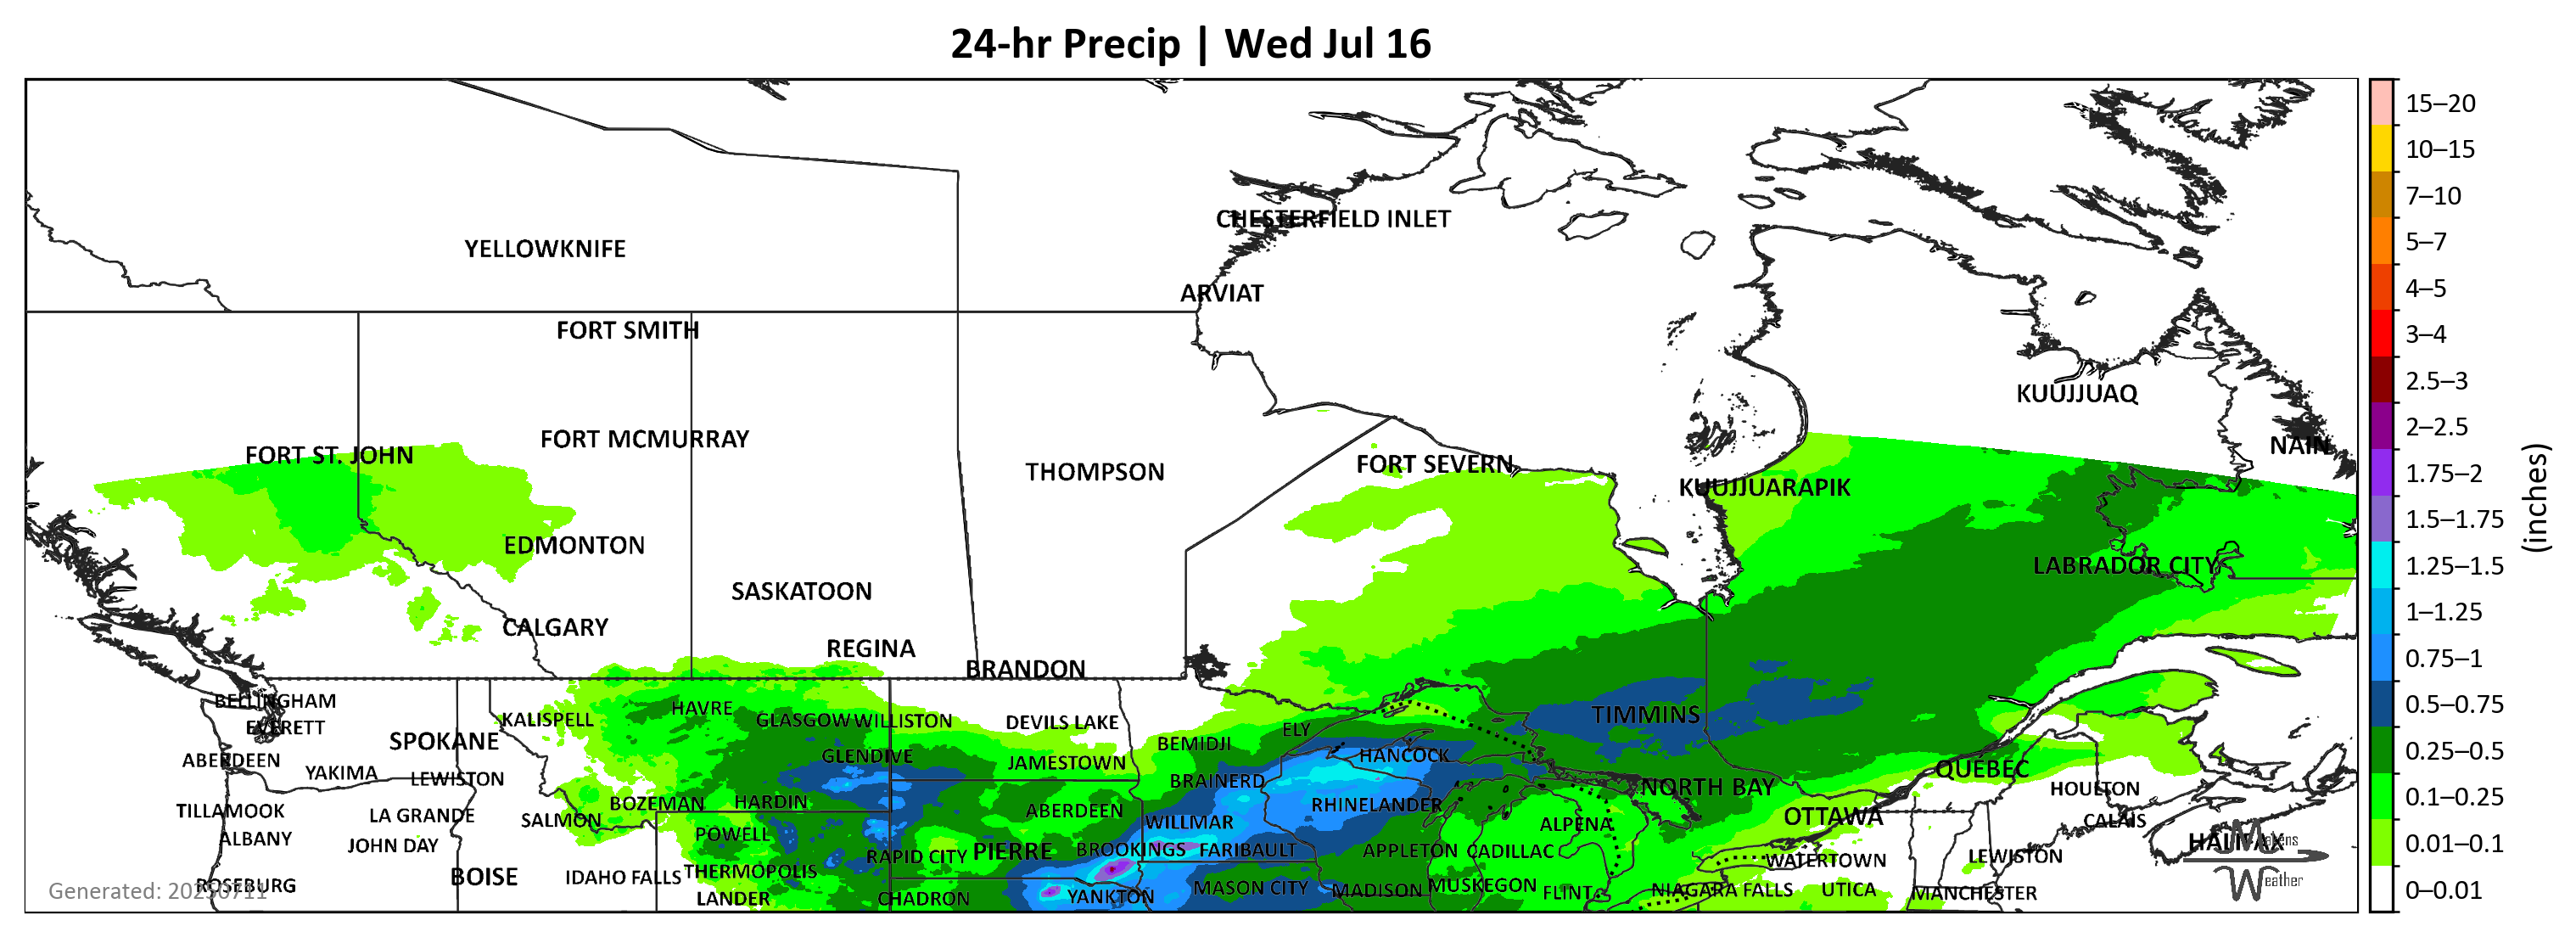 24-hr Precip | Wed Jul 16
15–20
10–15
7–10
5–7
4–5
3–4
2.5–3
2–2.5
1.75–2
1.5–1.75
1.25–1.5
1–1.25
0.75–1
0.5–0.75
0.25–0.5
0.1–0.25
0.01–0.1
0–0.01
(inches)
CHESTERFIELD INLET
YELLOWKNIFE
ARVIAT
FORT SMITH
KUUJJUAQ
FORT MCMURRAY
NAIN
FORT ST. JOHN
FORT SEVERN
THOMPSON
KUUJJUARAPIK
EDMONTON
LABRADOR CITY
SASKATOON
CALGARY
REGINA
BRANDON
BELLINGHAM
HAVRE
TIMMINS
KALISPELL
GLASGOW
WILLISTON
DEVILS LAKE
EVERETT
ELY
SPOKANE
BEMIDJI
ABERDEEN
GLENDIVE
JAMESTOWN
HANCOCK
QUÉBEC
YAKIMA
LEWISTON
BRAINERD
NORTH BAY
HOULTON
BOZEMAN
HARDIN
RHINELANDER
TILLAMOOK
LA GRANDE
SALMON
ABERDEEN
WILLMAR
ALPENA
OTTAWA
CALAIS
ALBANY
JOHN DAY
POWELL
HALIFAX
RAPID CITY
PIERRE
BROOKINGS
FARIBAULT
APPLETON
CADILLAC
WATERTOWN
LEWISTON
BOISE
IDAHO FALLS
THERMOPOLIS
ROSEBURG
MASON CITY
MADISON
MUSKEGON
FLINT
NIAGARA FALLS
UTICA
MANCHESTER
LANDER
CHADRON
YANKTON
Generated: 20250711
Weather